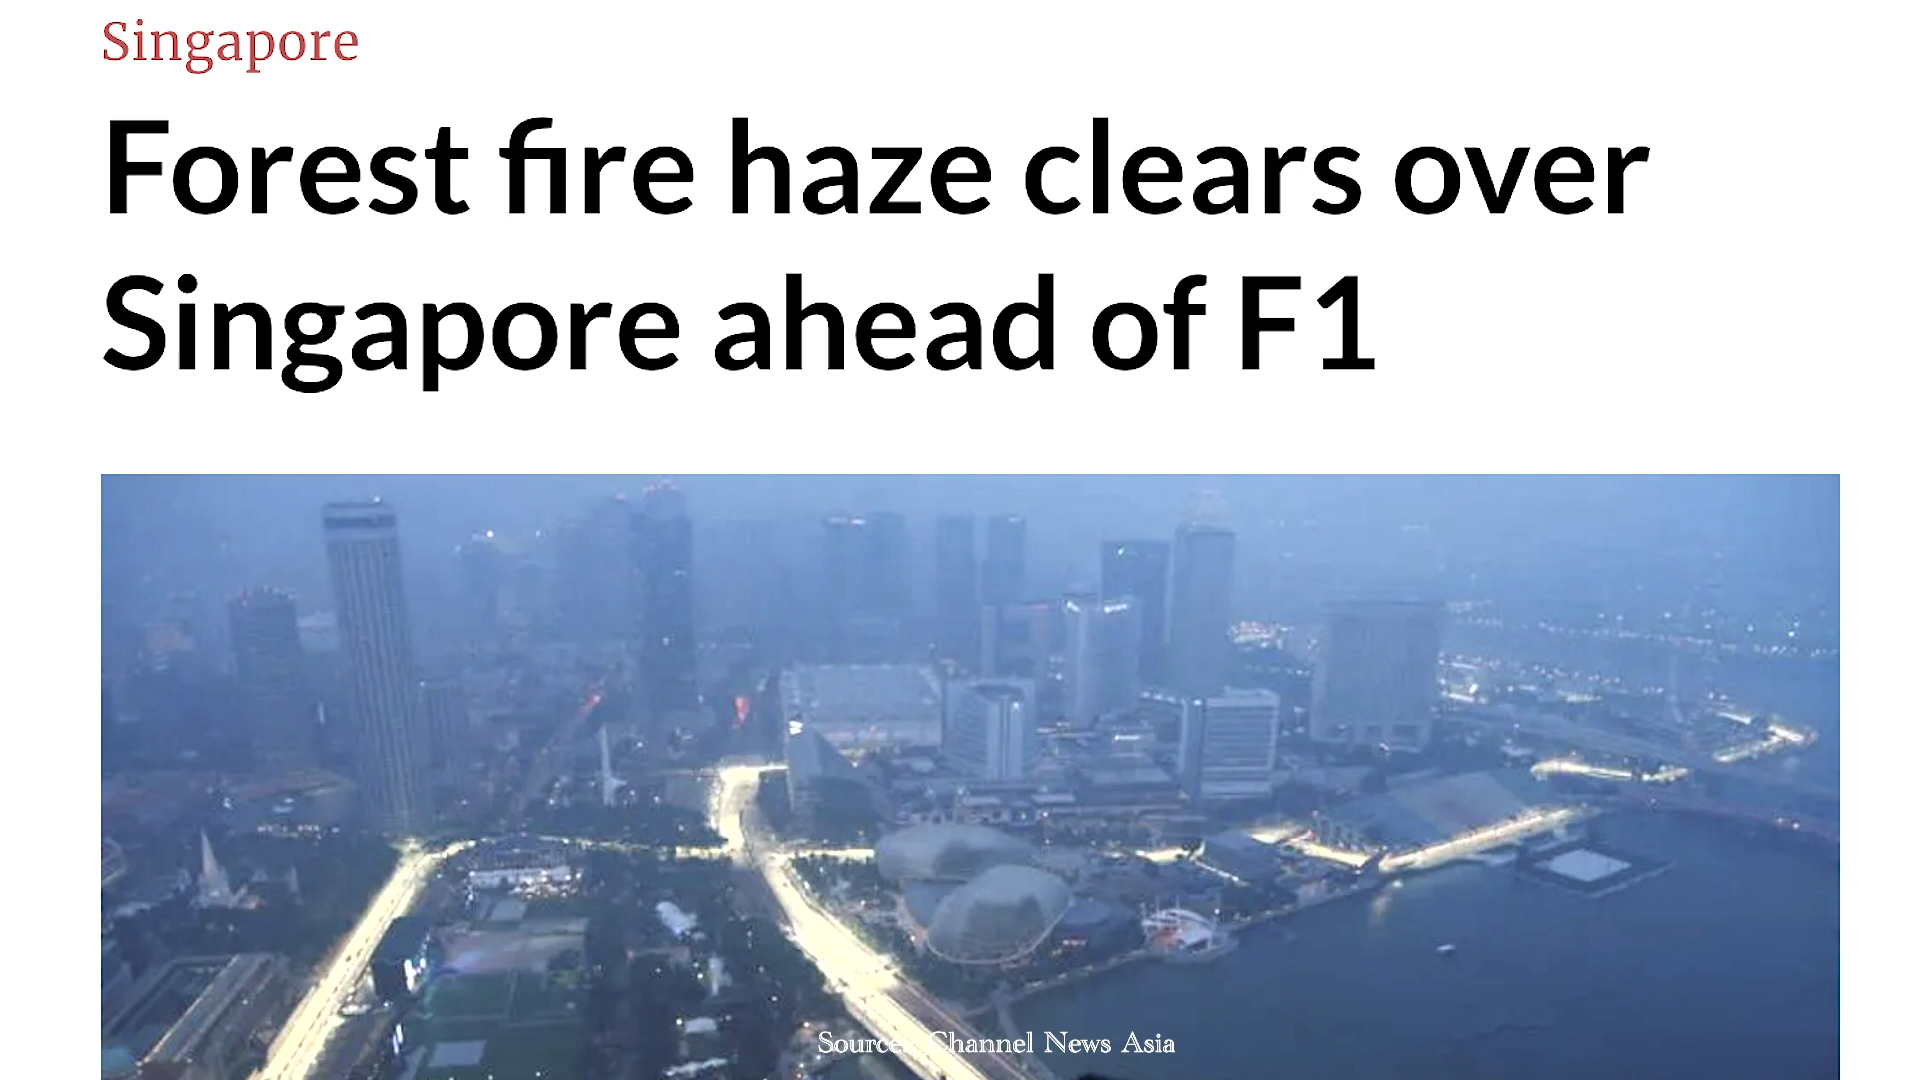 Singapore
Forest fire haze clears over
Singapore ahead of F1
Source: Channel News Asia